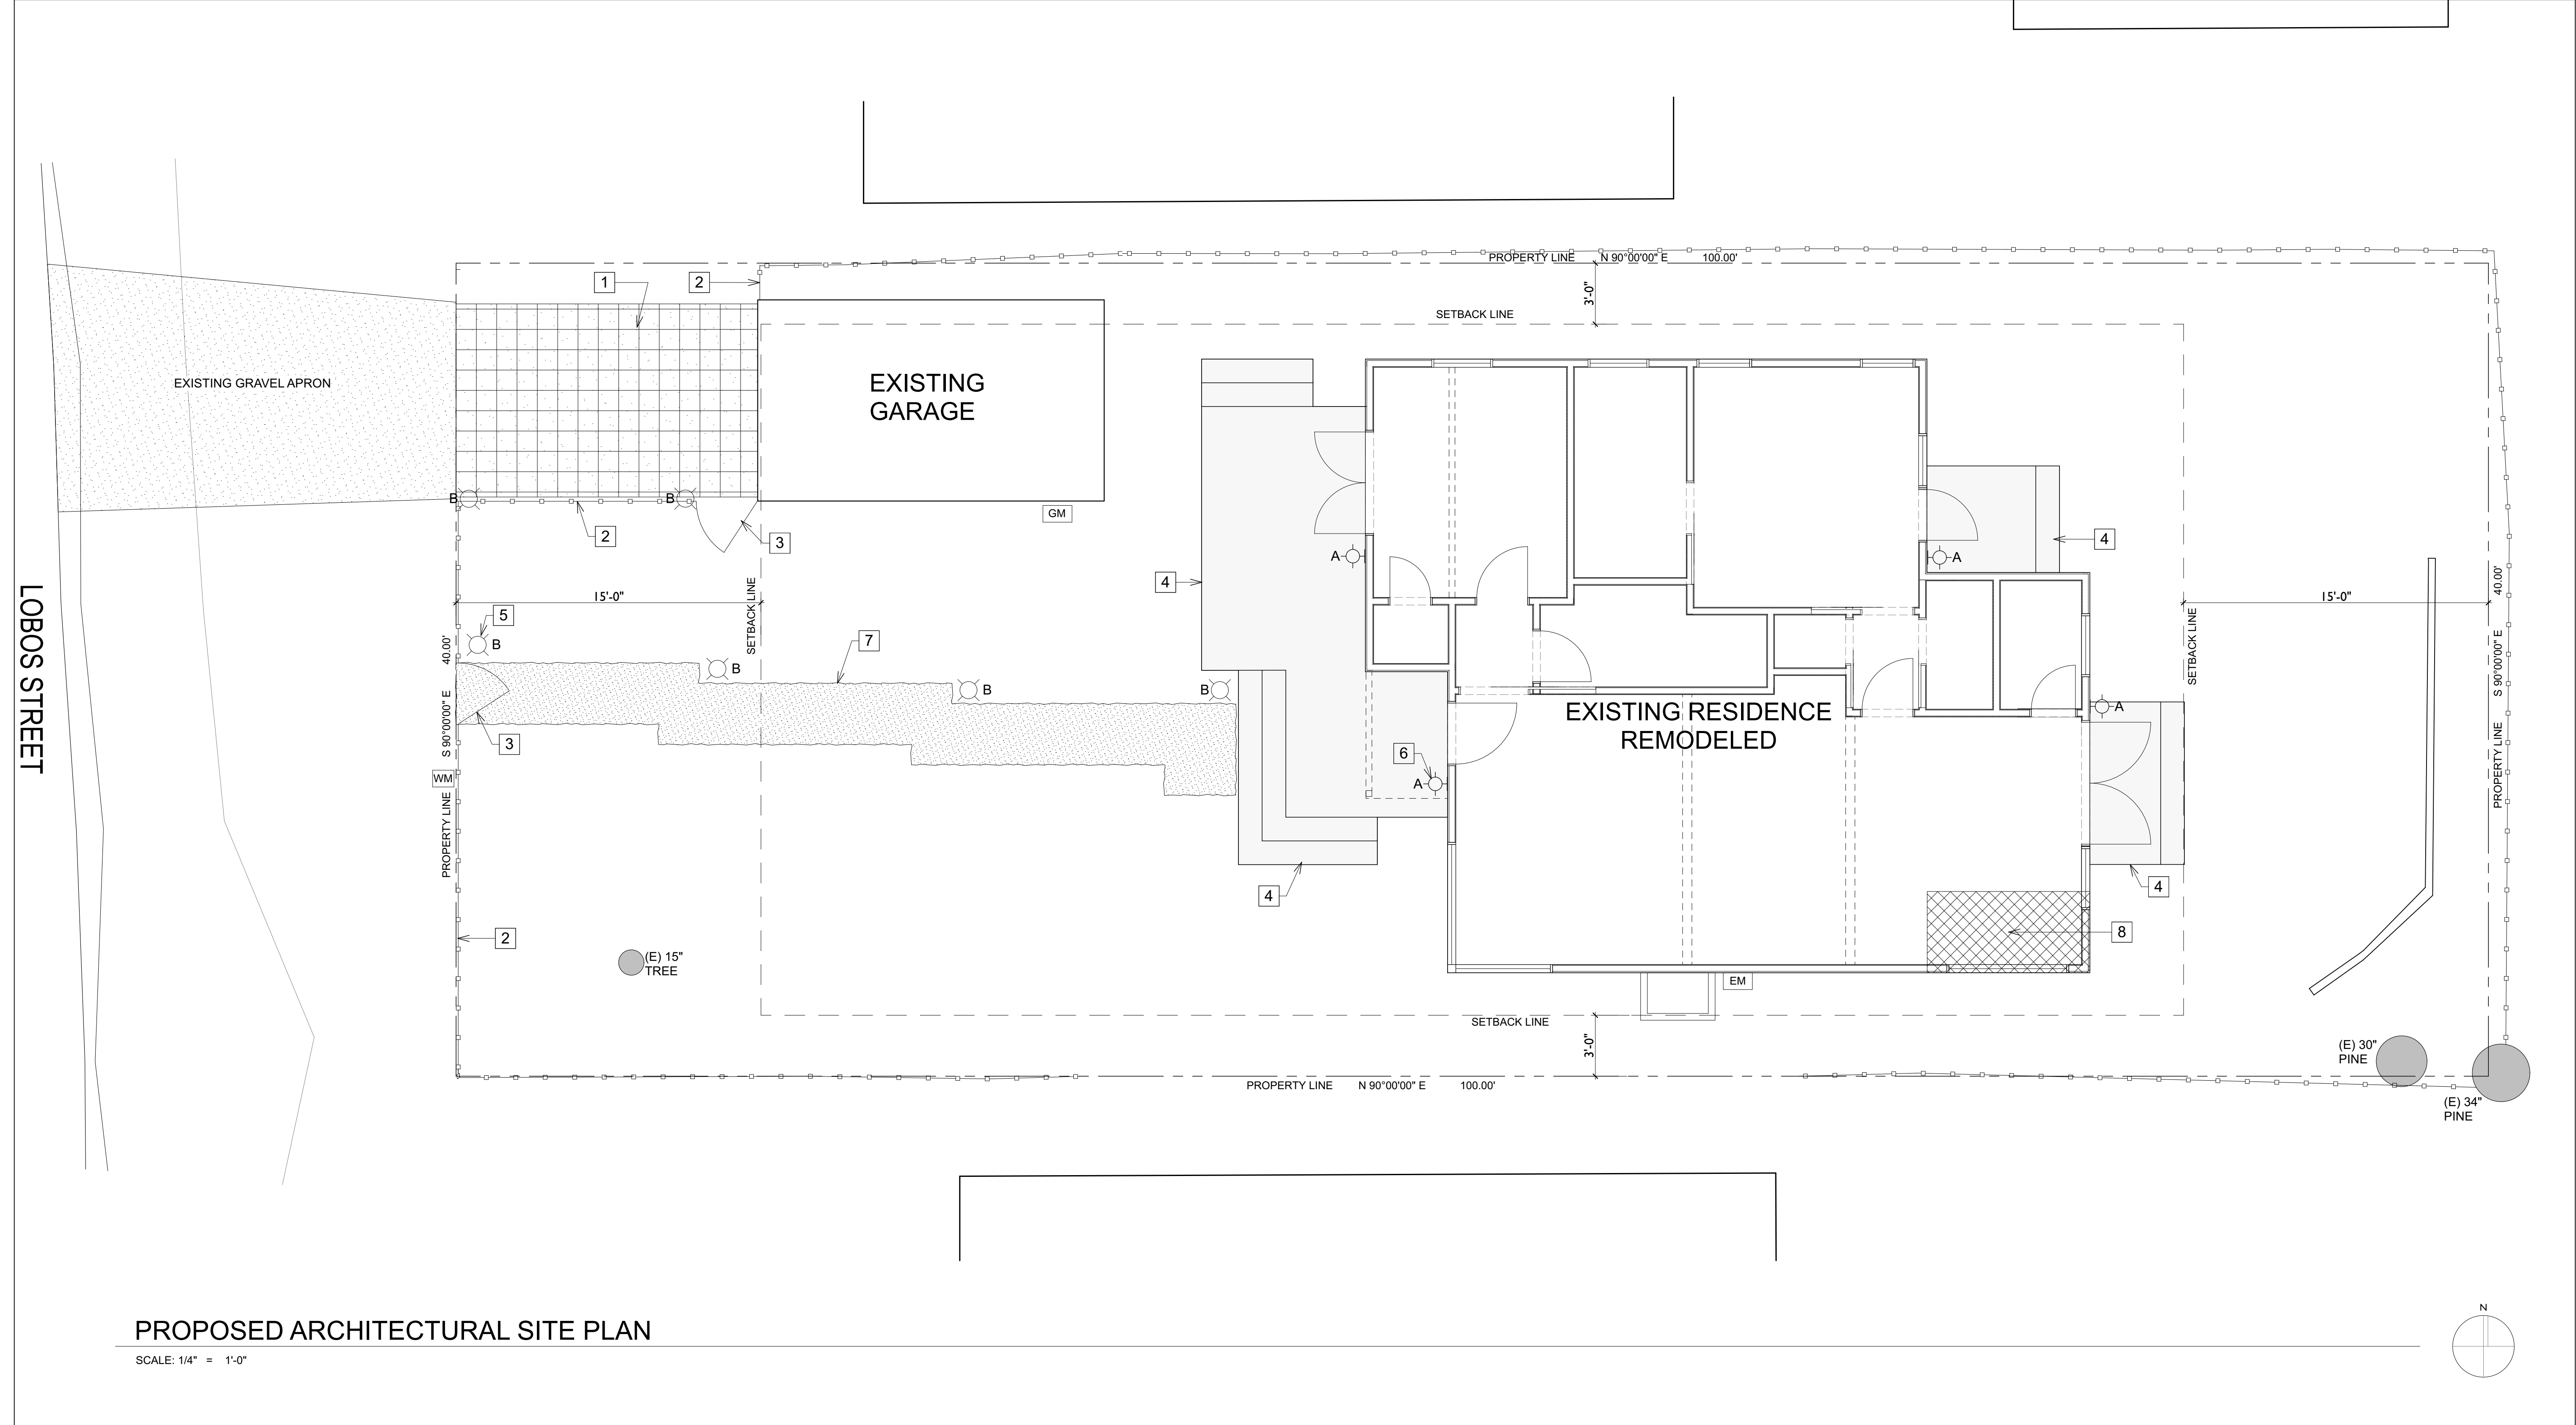 PROPERTY LINE N 90°00'00" E 100.00'
1
2
3'-0"
SETBACK LINE
EXISTING GRAVEL APRON
EXISTING
GARAGE
B
B
GM
2
3
A
A
4
4
15'-0"
15'-0"
SETBACK LINE
SETBACK LINE
5
B
7
B
B
B
3
A
EXISTING RESIDENCE
REMODELED
6
A
LOBOS STREET
PROPERTY LINE S 90°00'00" E 40.00'
WM
PROPERTY LINE S 90°00'00" E 40.00'
4
4
2
8
(E) 15"
TREE
EM
SETBACK LINE
3'-0"
(E) 30"
PINE
PROPERTY LINE N 90°00'00" E 100.00'
(E) 34"
PINE
N
PROPOSED ARCHITECTURAL SITE PLAN
SCALE: 1/4" = 1'-0"